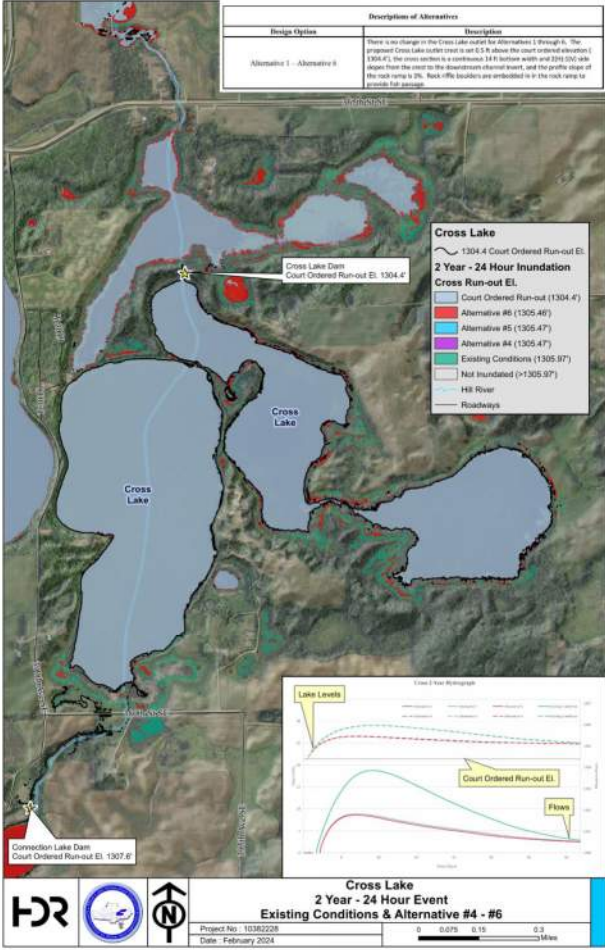 Descriptions of Alternatives
Design Option
Description
Alternative 1 – Alternative 6
There is no change in the Cross Lake outlet for Alternatives 1 through 6. The
proposed Cross Lake outlet crest is set 0.5 ft above the court ordered elevation (
1304.4'), the cross section is a continuous 14 ft bottom width and 2(H):1(V) side
slopes from the crest to the downstream channel invert, and the profile slope of
the rock ramp is 3%. Rock riffle boulders are embedded in in the rock ramp to
provide fish passage.
Cross Lake Dam
Court Ordered Run-out El. 1304.4'
Cross Lake
1304.4 Court Ordered Run-out El.
2 Year - 24 Hour Inundation
Cross Run-out El.
Court Ordered Run-out (1304.4')
Alternative #6 (1305.46')
Alternative #5 (1305.47')
Alternative #4 (1305.47')
Existing Conditions (1305.97')
Not Inundated (>1305.97')
Hill River
Roadways
Cross
Lake
Cross
Lake
Cross 2 Year Hydrograph
Lake Levels
Court Ordered Run-out El.
Flows
Connection Lake Dam
Court Ordered Run-out El. 1307.6'
HDR
N
Cross Lake
2 Year - 24 Hour Event
Existing Conditions & Alternative #4 - #6
Project No : 10382228
Date : February 2024
0 0.075 0.15 0.3
Miles